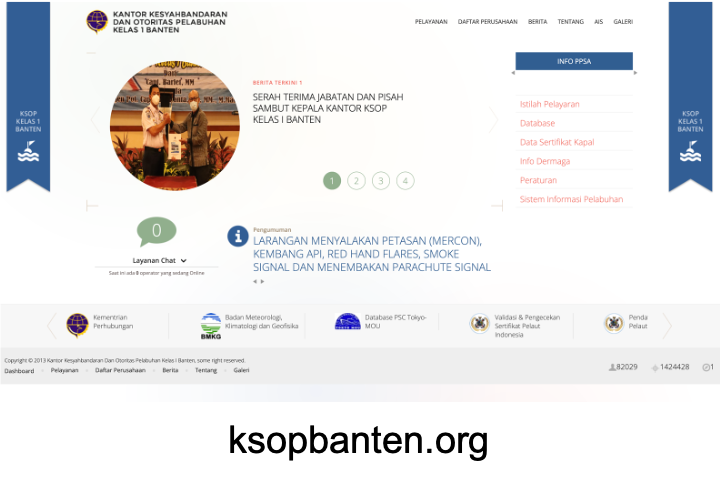 KANTOR KESYAHBANDARAN
DAN OTORITAS PELABUHAN
KELAS 1 BANTEN
PELAYANAN DAFTAR PERUSAHAAN BERITA TENTANG AIS GALERI
KSOP
KELAS 1
BANTEN
BERITA TERKINI 1
SERAH TERIMA JABATAN DAN PISAH
SAMBUT KEPALA KANTOR KSOP
KELAS I BANTEN
1 2 3 4
INFO PPSA
Istilah Pelayaran
Database
Data Sertifikat Kapal
Info Dermaga
Peraturan
Sistem Informasi Pelabuhan
KSOP
KELAS 1
BANTEN
0
Layanan Chat
Saat ini ada 0 operator yang sedang Online
Pengumuman
LARANGAN MENYALAKAN PETASAN (MERCON),
KEMBANG API, RED HAND FLARES, SMOKE
SIGNAL DAN MENEMBAKAN PARACHUTE SIGNAL
Kementrian
Perhubungan
BMKG
Badan Meteorologi,
Klimatologi dan Geofisika
Database PSC Tokyo-
MOU
Validasi & Pengecekan
Sertifikat Pelaut
Indonesia
Penda
Pelaut
Copyright © 2013 Kantor Kesyahbandaran Dan Otoritas Pelabuhan Kelas I Banten, some right reserved.
Dashboard Pelayanan Daftar Perusahaan Berita Tentang Galeri
82029 1424428 1
ksopbanten.org